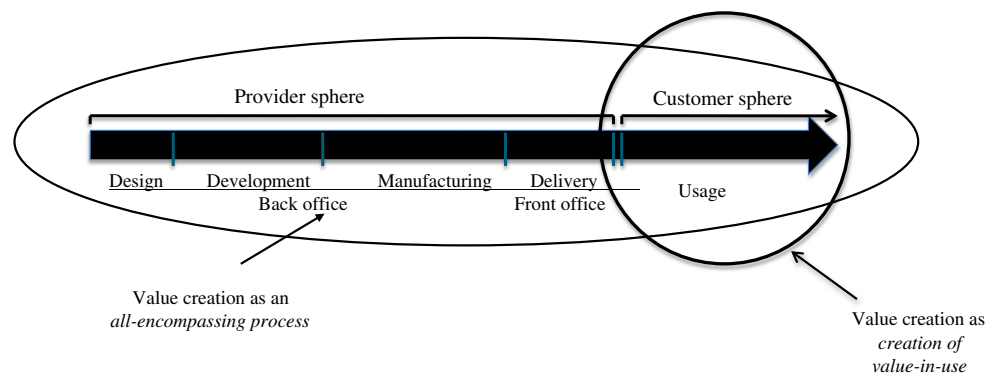 Provider sphere
Customer sphere
Design Development Manufacturing Delivery
Usage
Back office Front office
Value creation as an
all-encompassing process
Value creation as
creation of
value-in-use